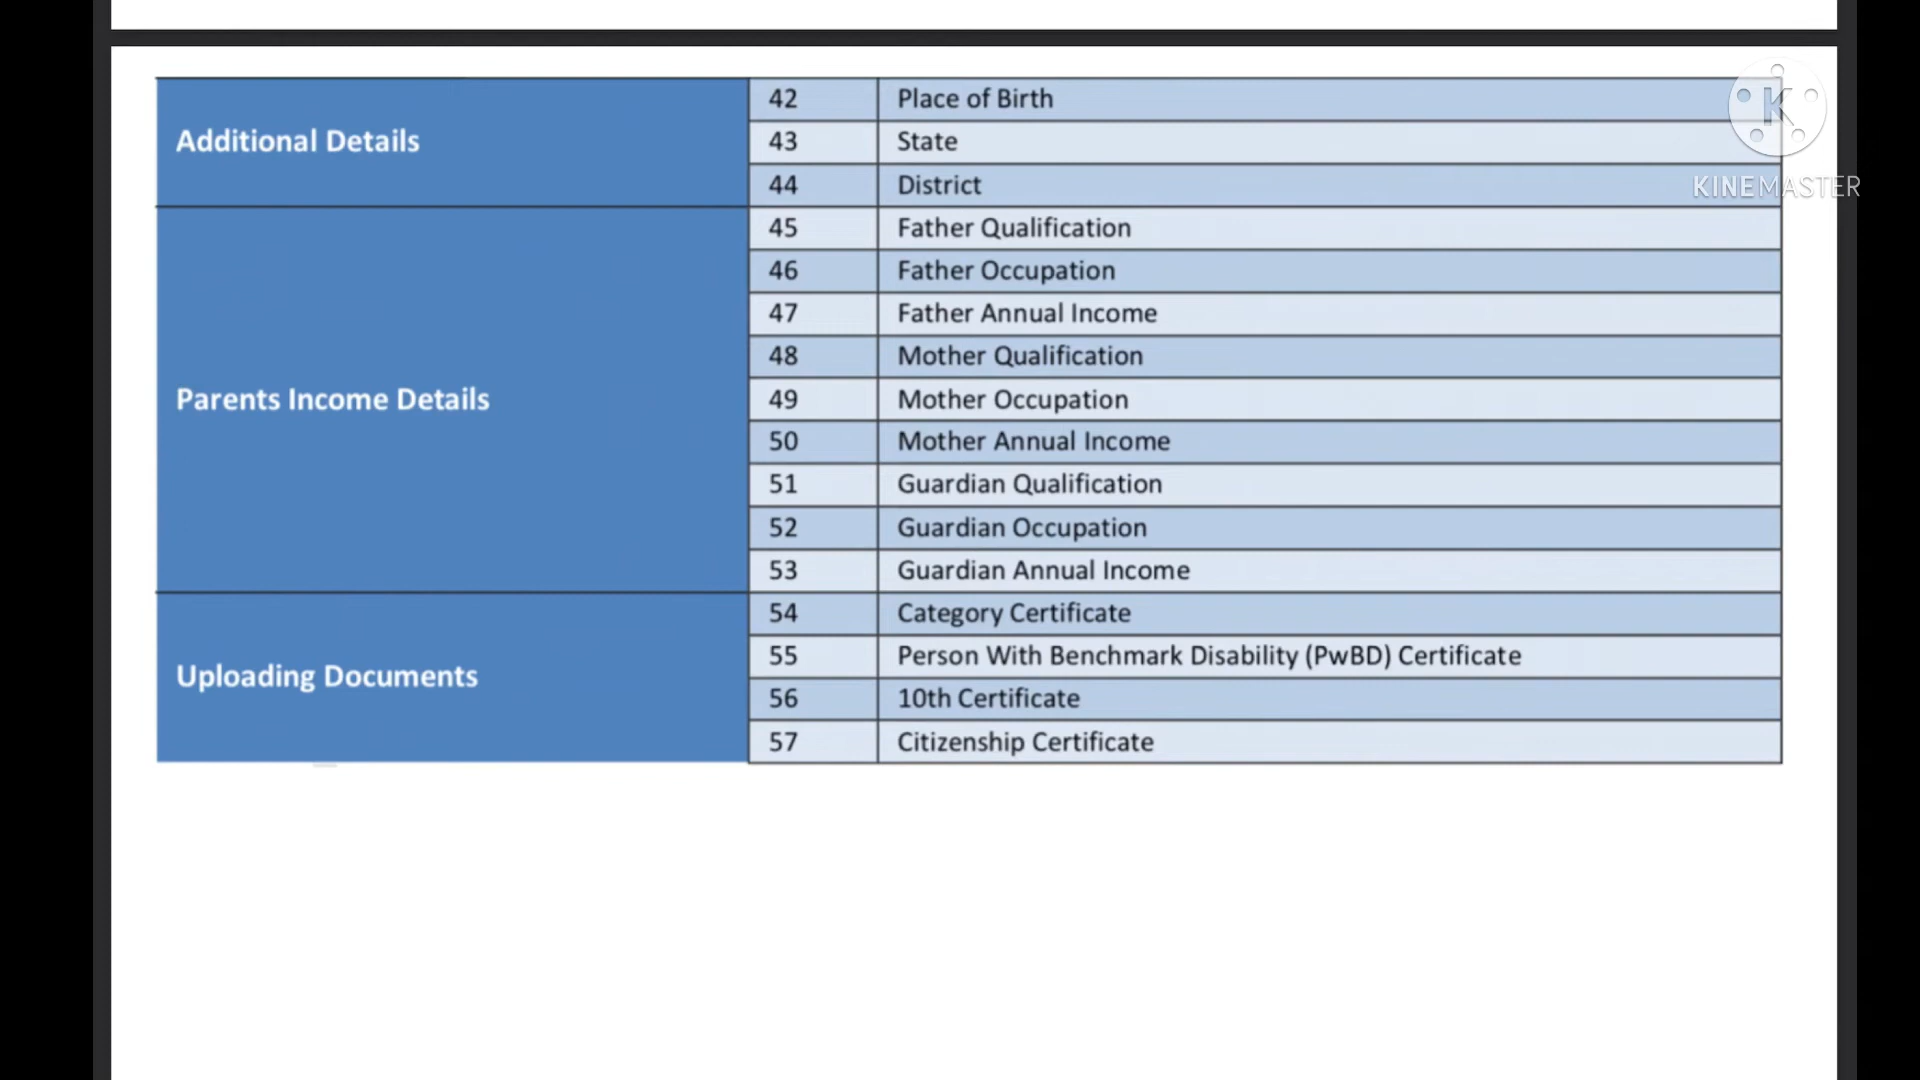 Additional Details
42 Place of Birth
43 State
44 District
Parents Income Details
45 Father Qualification
46 Father Occupation
47 Father Annual Income
48 Mother Qualification
49 Mother Occupation
50 Mother Annual Income
51 Guardian Qualification
52 Guardian Occupation
53 Guardian Annual Income
Uploading Documents
54 Category Certificate
55 Person With Benchmark Disability (PwBD) Certificate
56 10th Certificate
57 Citizenship Certificate
K
KINEMASTER